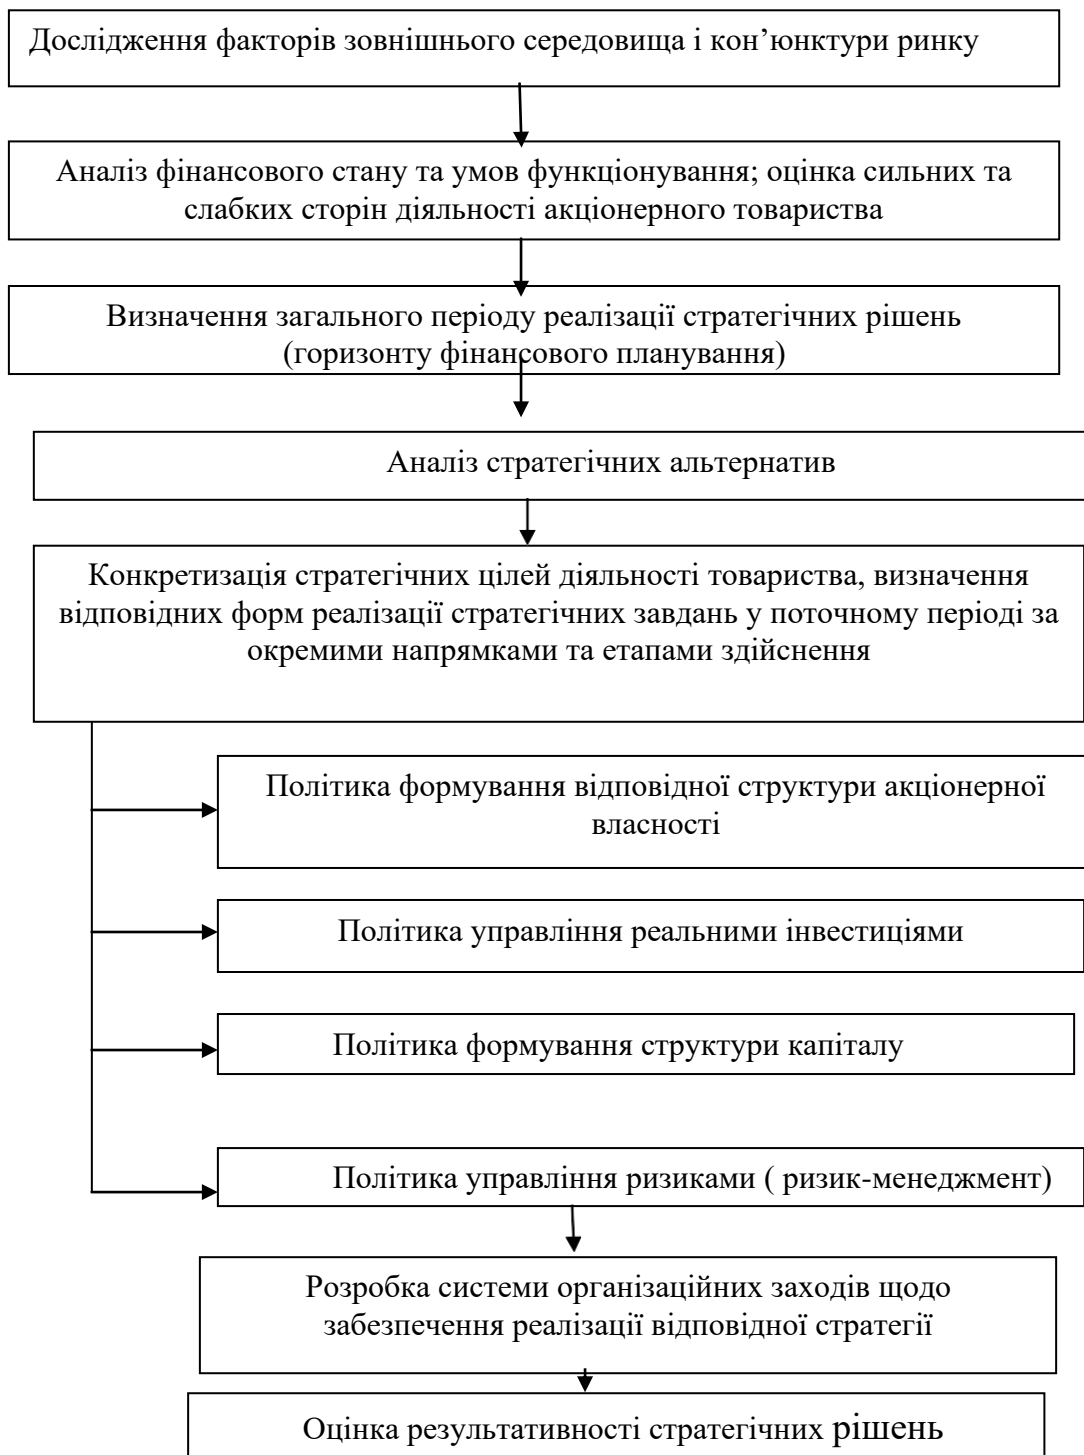 Дослідження факторів зовнішнього середовища і кон’юнктури ринку
Аналіз фінансового стану та умов функціонування; оцінка сильних та
слабких сторін діяльності акціонерного товариства
Визначення загального періоду реалізації стратегічних рішень
(горизонту фінансового планування)
Аналіз стратегічних альтернатив
Конкретизація стратегічних цілей діяльності товариства, визначення
відповідних форм реалізації стратегічних завдань у поточному періоді за
окремими напрямками та етапами здійснення
Політика формування відповідної структури акціонерної
власності
Політика управління реальними інвестиціями
Політика формування структури капіталу
Політика управління ризиками ( ризик-менеджмент)
Розробка системи організаційних заходів щодо
забезпечення реалізації відповідної стратегії
Оцінка результативності стратегічних рішень